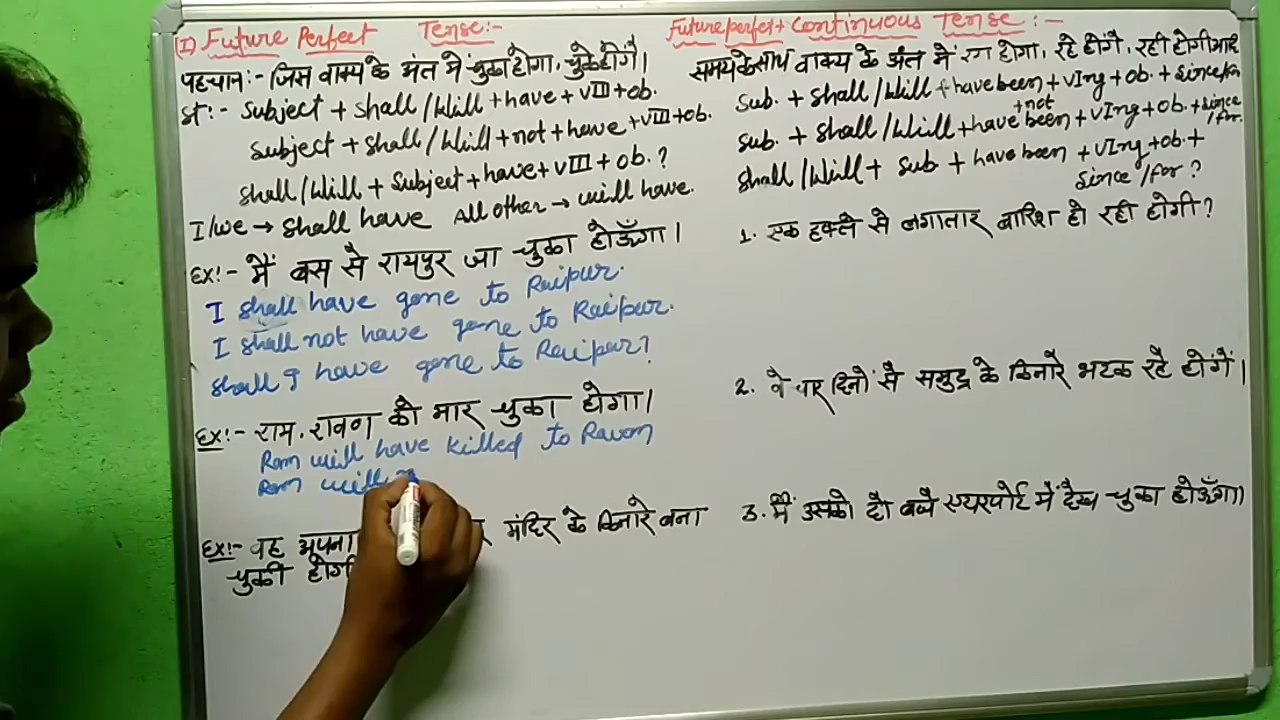 (I) Future Perfect Tense:-
पहचान:- जिस वाक्य के अंत में चुका होगा, चुके होंगे।
St:- Subject + shall/will + have + VIII + ob.
Subject + shall/will + not + have + VIII + ob.
shall/will + Subject + have + VIII + ob.?
I/we → shall have All other → will have.
Ex!- मैं बस से रायपुर जा चुका होऊँगा।
I shall have gone to Raipur.
I shall not have gone to Raipur.
shall I have gone to Raipur?
Ex!- राम, रावण को मार चुका होगा।
Ram will have killed to Ravan
Ram will
Ex!- वह अपना मंदिर के किनारे बना
चुकी होगी
Future perfect Continuous Tense:-
समय के साथ वाक्य के अंत में रहा होगा, रहे होंगे, रही होगी आदि
Sub. + shall/will + have been + VIng + ob. + since/for
Sub. + shall/will + not + have been + VIng + ob. + since/for.
shall/will + Sub + have been + VIng + ob. +
since/for?
1. एक हफ्ते से लगातार बारिश हो रही होगी?
2. वे चार दिनों से समुद्र के किनारे भटक रहे होंगें।
3. मैं उसको दो बजे एयरपोर्ट में देख चुका होऊँगा।